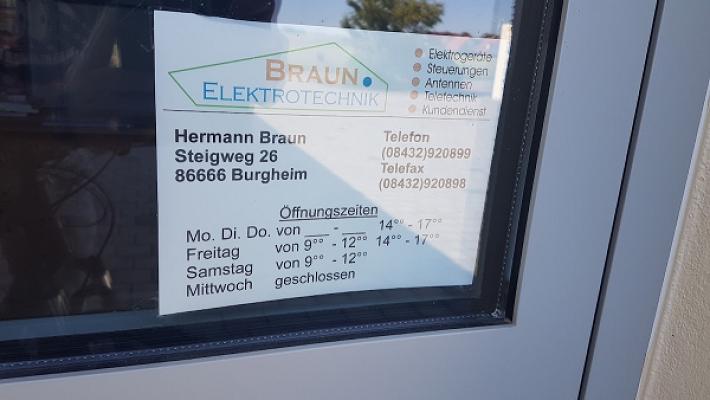 BRAUN
ELEKTROTECHNIK
Elektrogeräte
Steuerungen
Antennen
Teletechnik
Kundendienst
Hermann Braun
Steigweg 26
86666 Burgheim
Telefon
(08432)920899
Telefax
(08432)920898
Öffnungszeiten
Mo. Di. Do. von ___ - ___ 14°° - 17°°
Freitag von 9°° - 12°° 14°° - 17°°
Samstag von 9°° - 12°°
Mittwoch geschlossen